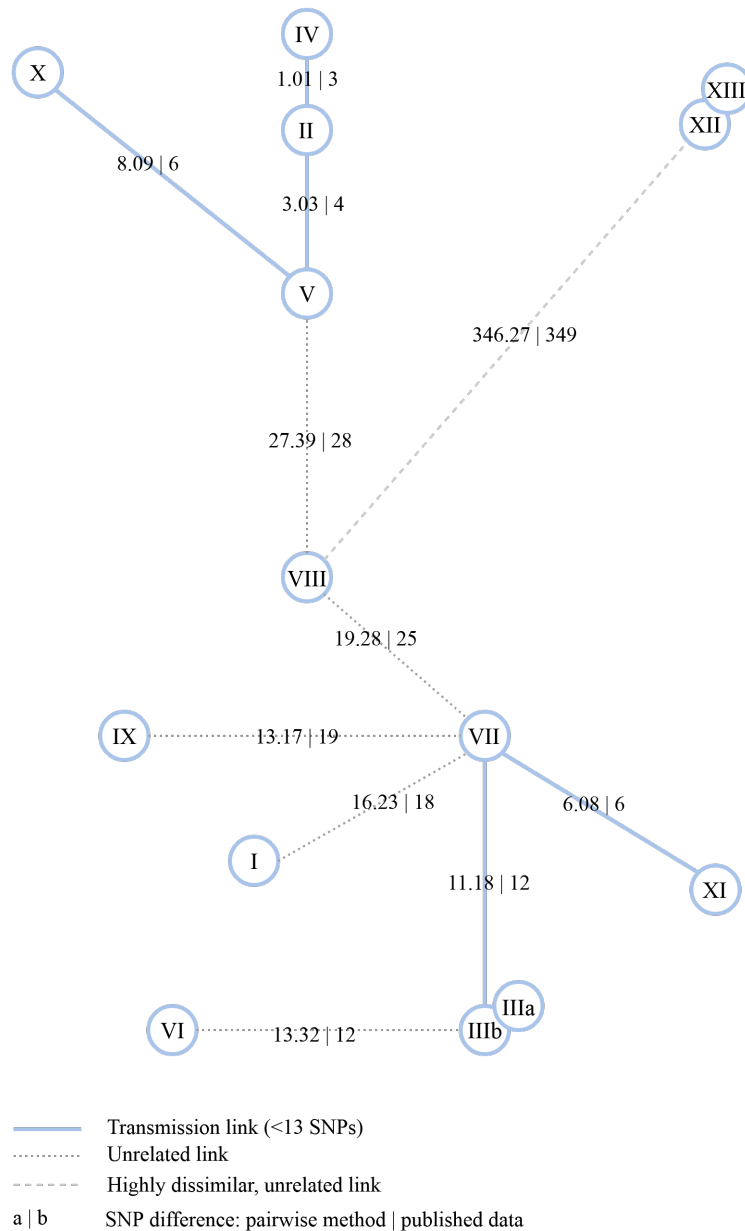 IV
X
1.01 | 3
XIII
XII
II
8.09 | 6
3.03 | 4
V
346.27 | 349
27.39 | 28
VIII
19.28 | 25
IX
13.17 | 19
VII
16.23 | 18
6.08 | 6
I
11.18 | 12
XI
IIIa
VI
13.32 | 12
IIIb
Transmission link (<13 SNPs)
Unrelated link
Highly dissimilar, unrelated link
a | b SNP difference: pairwise method | published data